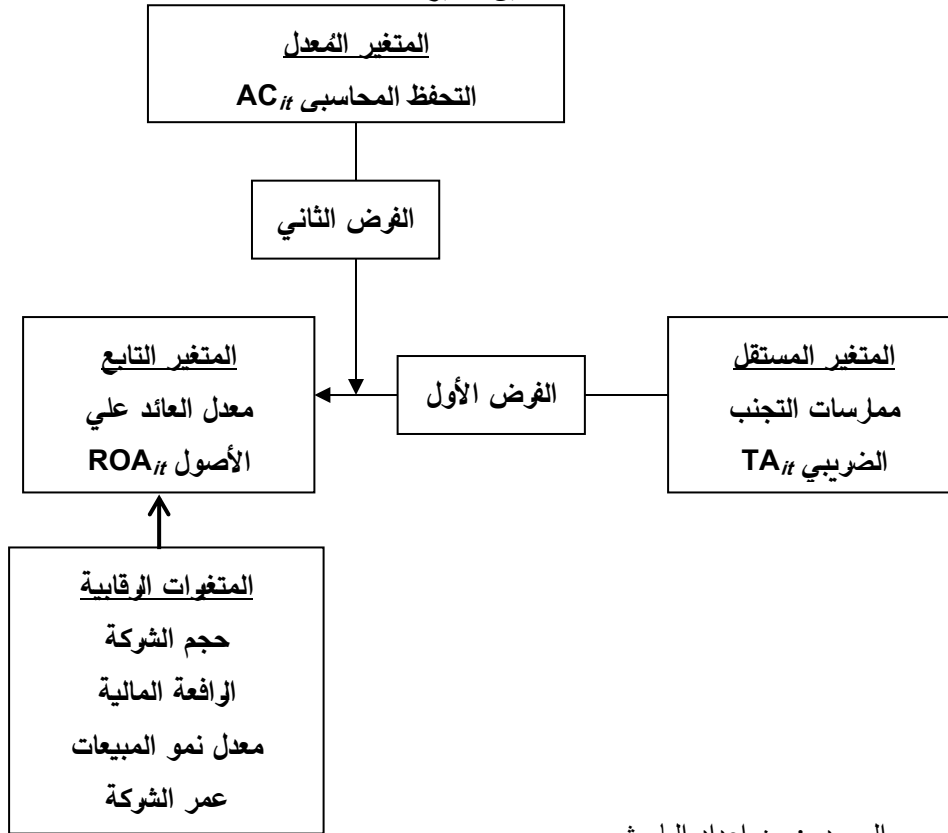 المتغير المُعدل
التحفظ المحاسبى ACit
الفرض الثاني
المتغير المستقل
ممارسات التجنب
الضريبي TAit
الفرض الأول
المتغير التابع
معدل العائد علي
الأصول ROAit
المتغيرات الرقابية
حجم الشركة
الرافعة المالية
معدل نمو المبيعات
عمر الشركة